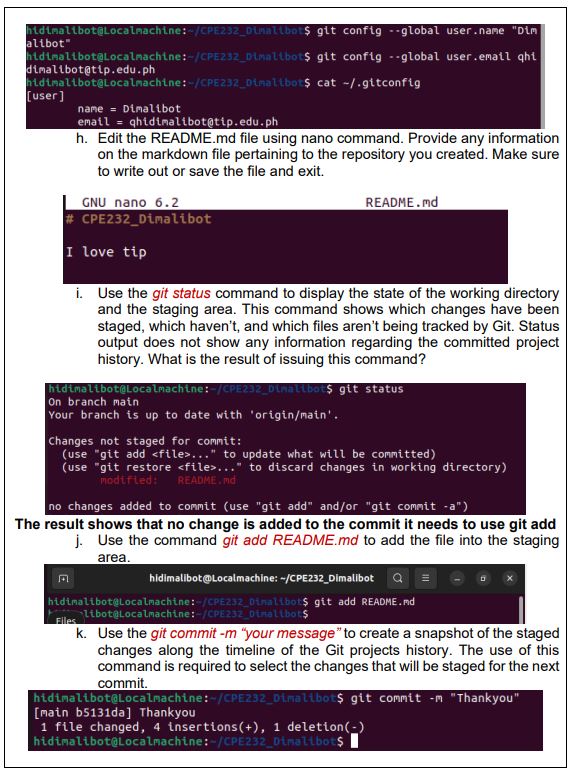 hidimalibot@Localmachine:~/CPE232_Dimalibot$ git config --global user.name "Dim
alibot"
hidimalibot@Localmachine:~/CPE232_Dimalibot$ git config --global user.email qhi
dimalibot@tip.edu.ph
hidimalibot@Localmachine:~/CPE232_Dimalibot$ cat ~/.gitconfig
[user]
name = Dimalibot
email = qhidimalibot@tip.edu.ph
h. Edit the README.md file using nano command. Provide any information
on the markdown file pertaining to the repository you created. Make sure
to write out or save the file and exit.
GNU nano 6.2 README.md
# CPE232_Dimalibot
I love tip
i. Use the git status command to display the state of the working directory
and the staging area. This command shows which changes have been
staged, which haven't, and which files aren't being tracked by Git. Status
output does not show any information regarding the committed project
history. What is the result of issuing this command?
hidimalibot@Localmachine:~/CPE232_Dimalibot$ git status
On branch main
Your branch is up to date with 'origin/main'.
Changes not staged for commit:
(use "git add <file>..." to update what will be committed)
(use "git restore <file>..." to discard changes in working directory)
modified: README.md
no changes added to commit (use "git add" and/or "git commit -a")
The result shows that no change is added to the commit it needs to use git add
j. Use the command git add README.md to add the file into the staging
area.
hidimalibot@Localmachine: ~/CPE232_Dimalibot
hidimalibot@Localmachine:~/CPE232_Dimalibot$ git add README.md
libot@Localmachine:~/CPE232_Dimalibot$
Files
k. Use the git commit -m “your message” to create a snapshot of the staged
changes along the timeline of the Git projects history. The use of this
command is required to select the changes that will be staged for the next
commit.
hidimalibot@Localmachine:~/CPE232_Dimalibot$ git commit -m "Thankyou"
[main b5131da] Thankyou
1 file changed, 4 insertions(+), 1 deletion(-)
hidimalibot@Localmachine:~/CPE232_Dimalibot$